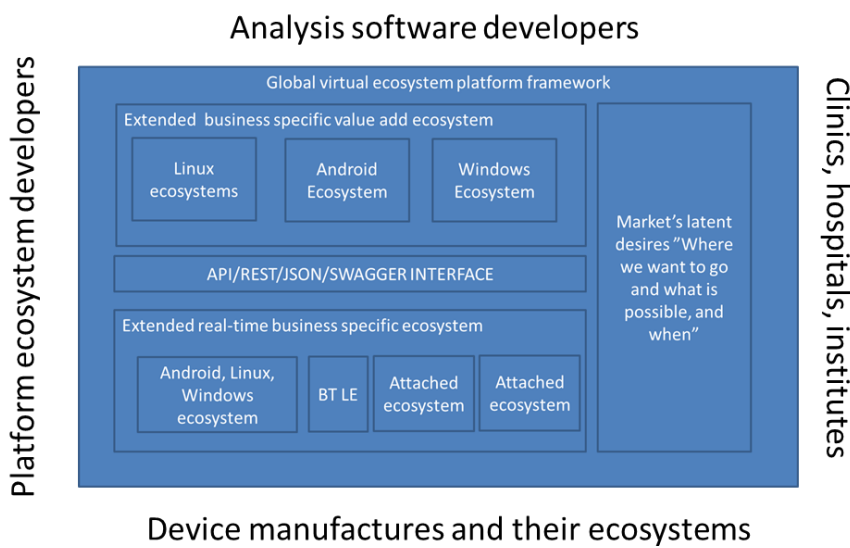 Analysis software developers
Platform ecosystem developers
Global virtual ecosystem platform framework
Extended business specific value add ecosystem
Linux
ecosystems
Android
Ecosystem
Windows
Ecosystem
API/REST/JSON/SWAGGER INTERFACE
Extended real-time business specific ecosystem
Android, Linux,
Windows
ecosystem
BT LE
Attached
ecosystem
Attached
ecosystem
Market’s latent
desires ”Where
we want to go
and what is
possible, and
when”
Clinics, hospitals, institutes
Device manufactures and their ecosystems